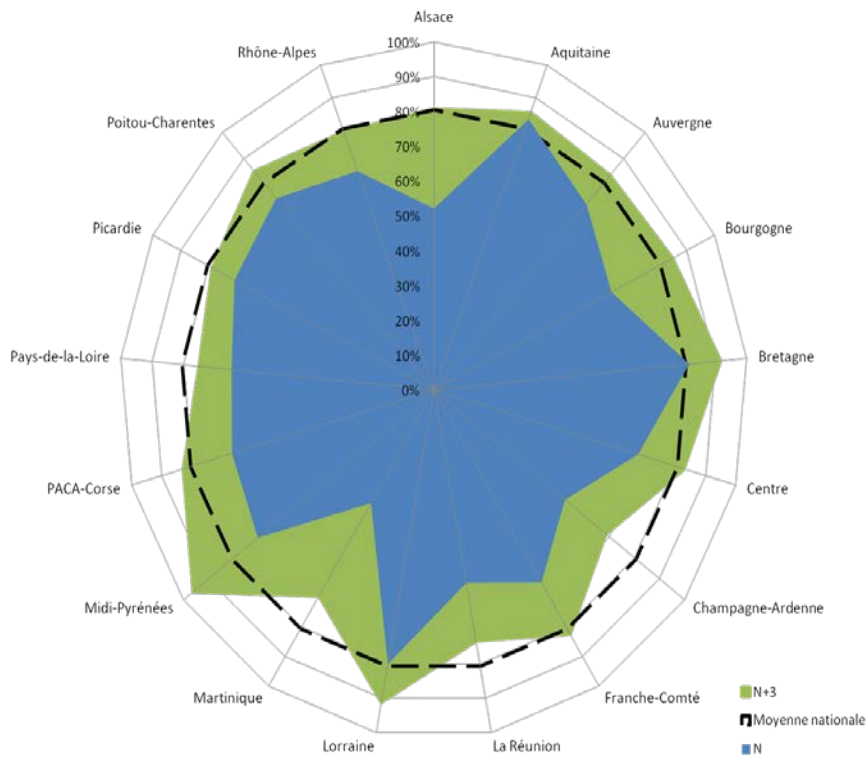 Alsace
Rhône-Alpes
100%
Aquitaine
90%
80%
Poitou-Charentes
Auvergne
70%
60%
50%
Picardie
Bourgogne
40%
30%
20%
Pays-de-la-Loire
10%
Bretagne
0%
PACA-Corse
Centre
Midi-Pyrénées
Champagne-Ardenne
Martinique
Franche-Comté
Lorraine
La Réunion
N+3
Moyenne nationale
N